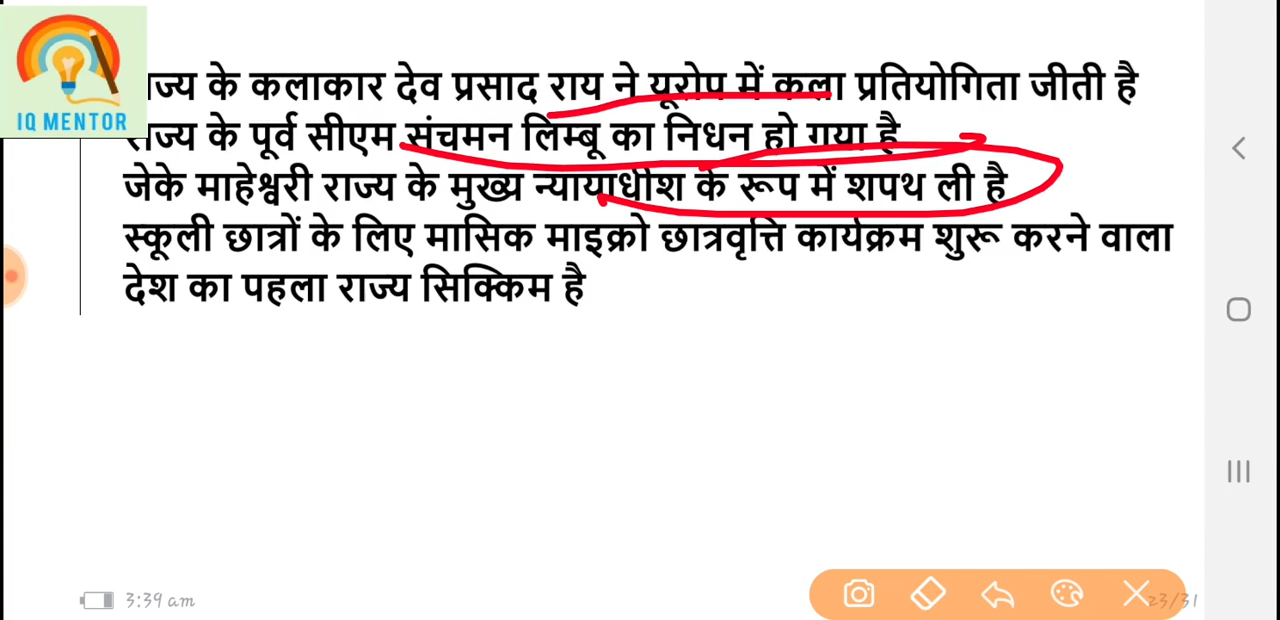 IQ MENTOR
राज्य के कलाकार देव प्रसाद राय ने यूरोप में कला प्रतियोगिता जीती है
राज्य के पूर्व सीएम संचमन लिम्बू का निधन हो गया है
जेके माहेश्वरी राज्य के मुख्य न्यायाधीश के रूप में शपथ ली है
स्कूली छात्रों के लिए मासिक माइक्रो छात्रवृत्ति कार्यक्रम शुरू करने वाला
देश का पहला राज्य सिक्किम है
3:39 am
23/31